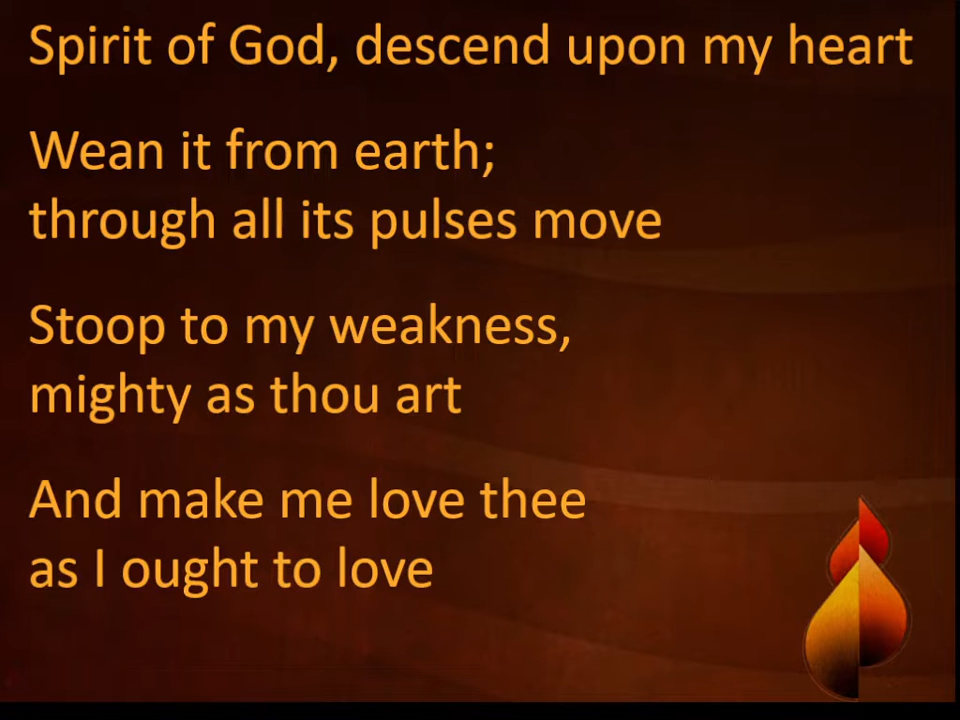 Spirit of God, descend upon my heart
Wean it from earth;
through all its pulses move
Stoop to my weakness,
mighty as thou art
And make me love thee
as I ought to love